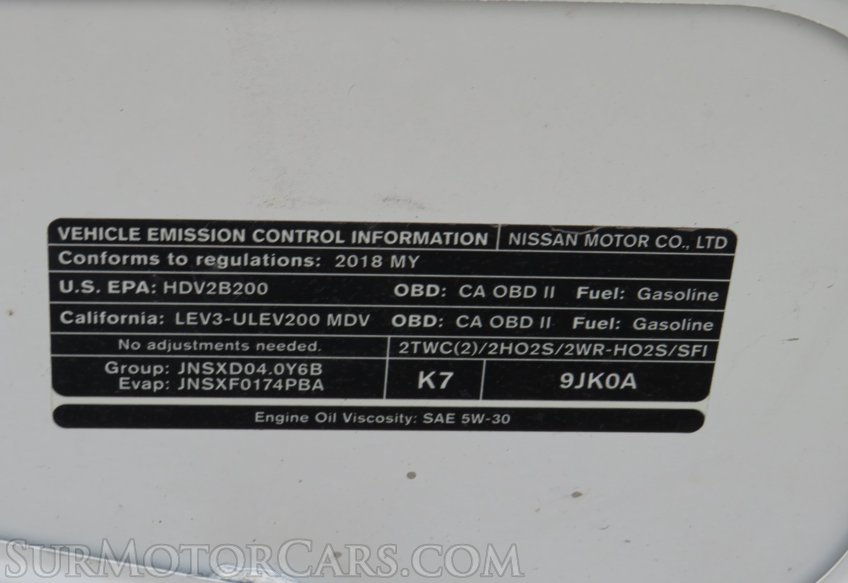 VEHICLE EMISSION CONTROL INFORMATION NISSAN MOTOR CO., LTD
Conforms to regulations: 2018 MY
U.S. EPA: HDV2B200 OBD: CA OBD II Fuel: Gasoline
California: LEV3-ULEV200 MDV OBD: CA OBD II Fuel: Gasoline
No adjustments needed. 2TWC(2)/2HO2S/2WR-HO2S/SFI
Group: JNSXD04.0Y6B
Evap: JNSXF0174PBA
K7 9JK0A
Engine Oil Viscosity: SAE 5W-30
SurMotorCars.com